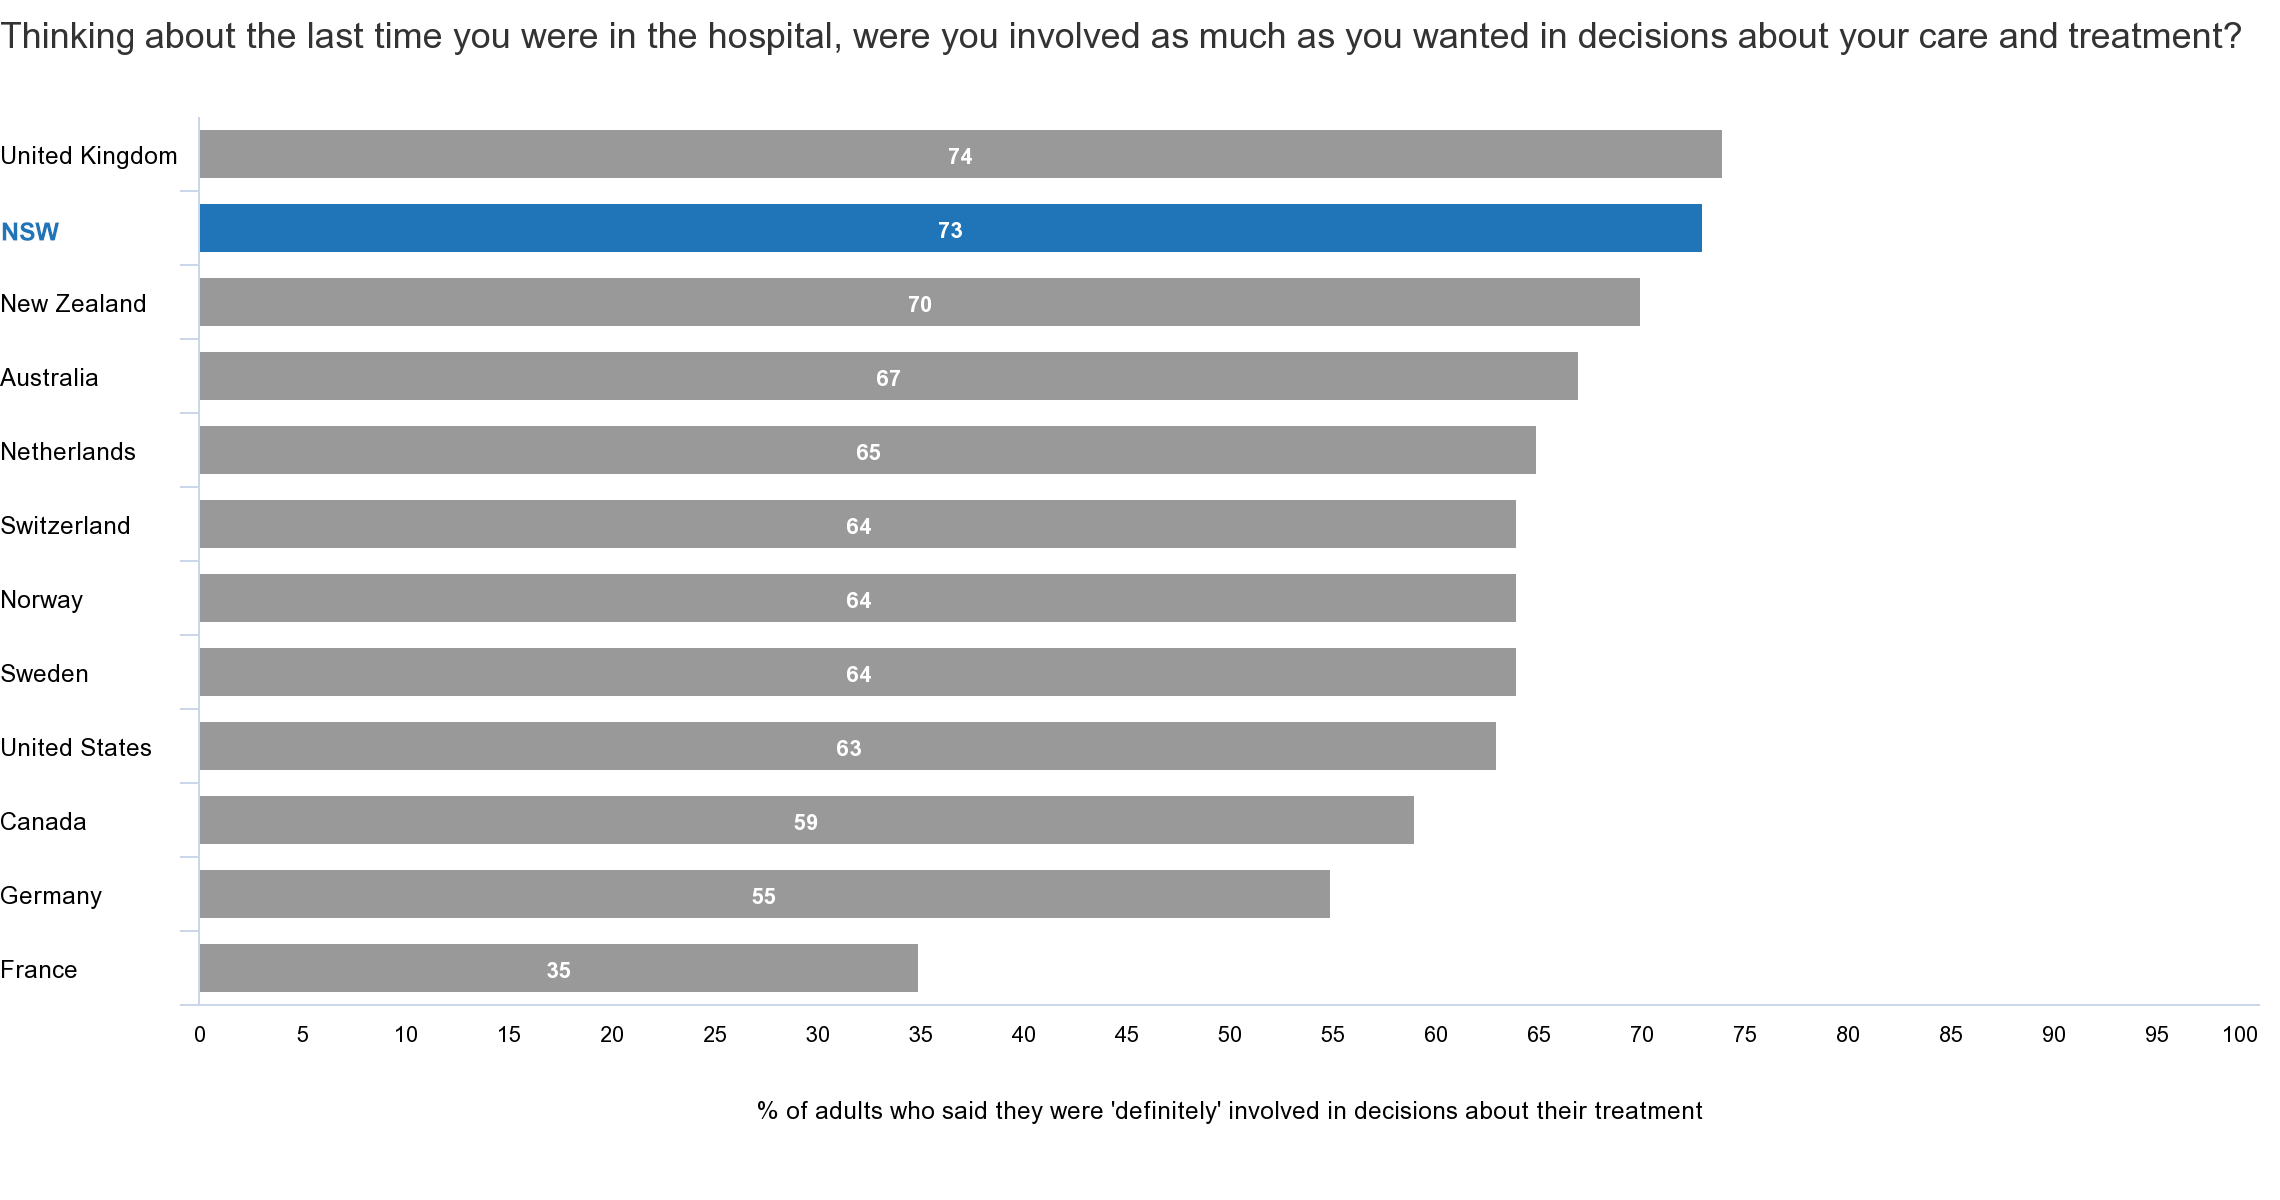 Thinking about the last time you were in the hospital, were you involved as much as you wanted in decisions about your care and treatment?
United Kingdom 74
NSW 73
New Zealand 70
Australia 67
Netherlands 65
Switzerland 64
Norway 64
Sweden 64
United States 63
Canada 59
Germany 55
France 35
0 5 10 15 20 25 30 35 40 45 50 55 60 65 70 75 80 85 90 95 100
% of adults who said they were 'definitely' involved in decisions about their treatment